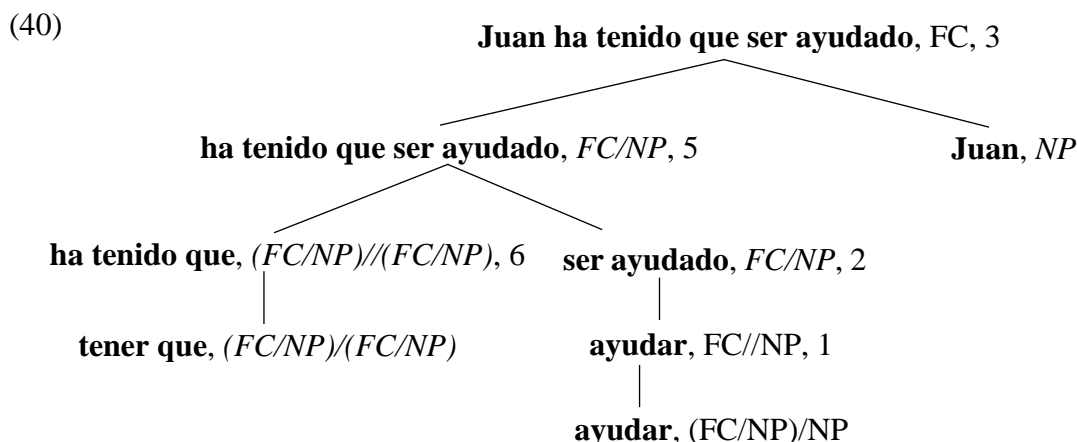 (40)
Juan ha tenido que ser ayudado, FC, 3
ha tenido que ser ayudado, FC/NP, 5
Juan, NP
ha tenido que, (FC/NP)//(FC/NP), 6
ser ayudado, FC/NP, 2
tener que, (FC/NP)/(FC/NP)
ayudar, FC//NP, 1
ayudar, (FC/NP)/NP